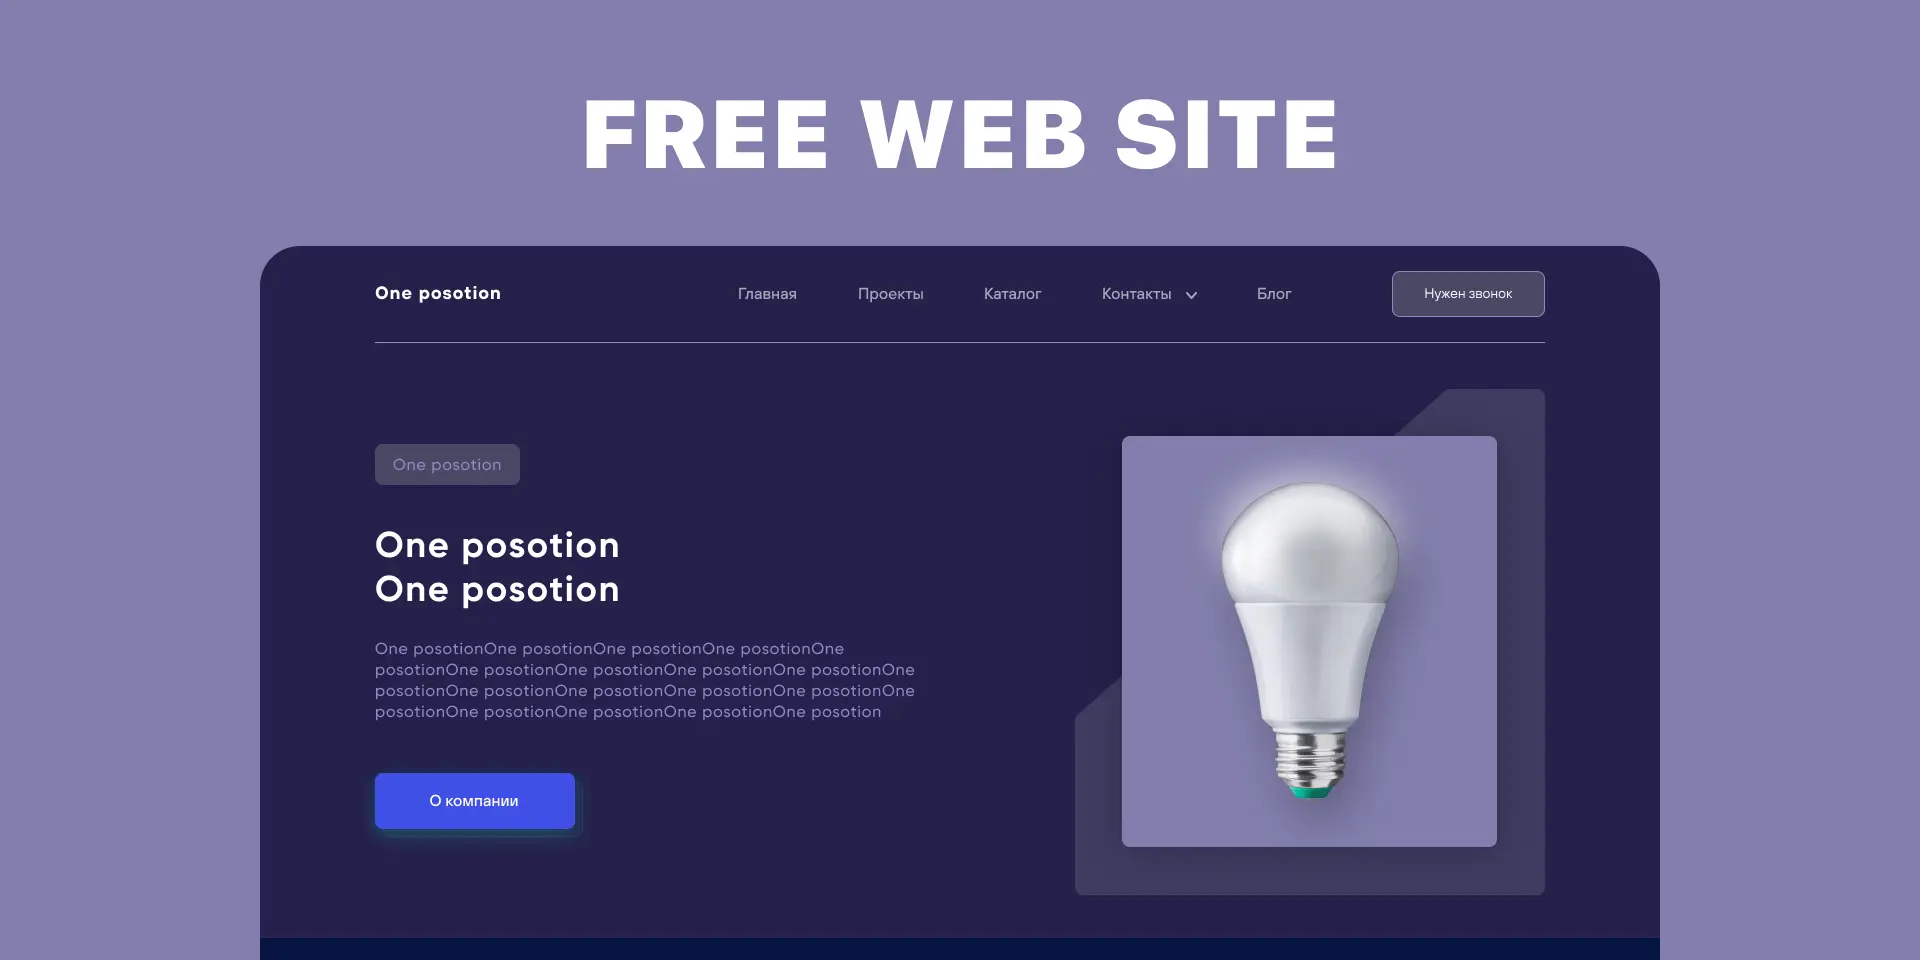 FREE WEB SITE
One posotion
Главная
Проекты
Каталог
Контакты
Блог
Нужен звонок
One posotion
One posotion
One posotion
One posotionOne posotionOne posotionOne posotionOne
posotionOne posotionOne posotionOne posotionOne posotionOne
posotionOne posotionOne posotionOne posotionOne posotionOne
posotionOne posotionOne posotionOne posotionOne posotion
О компании